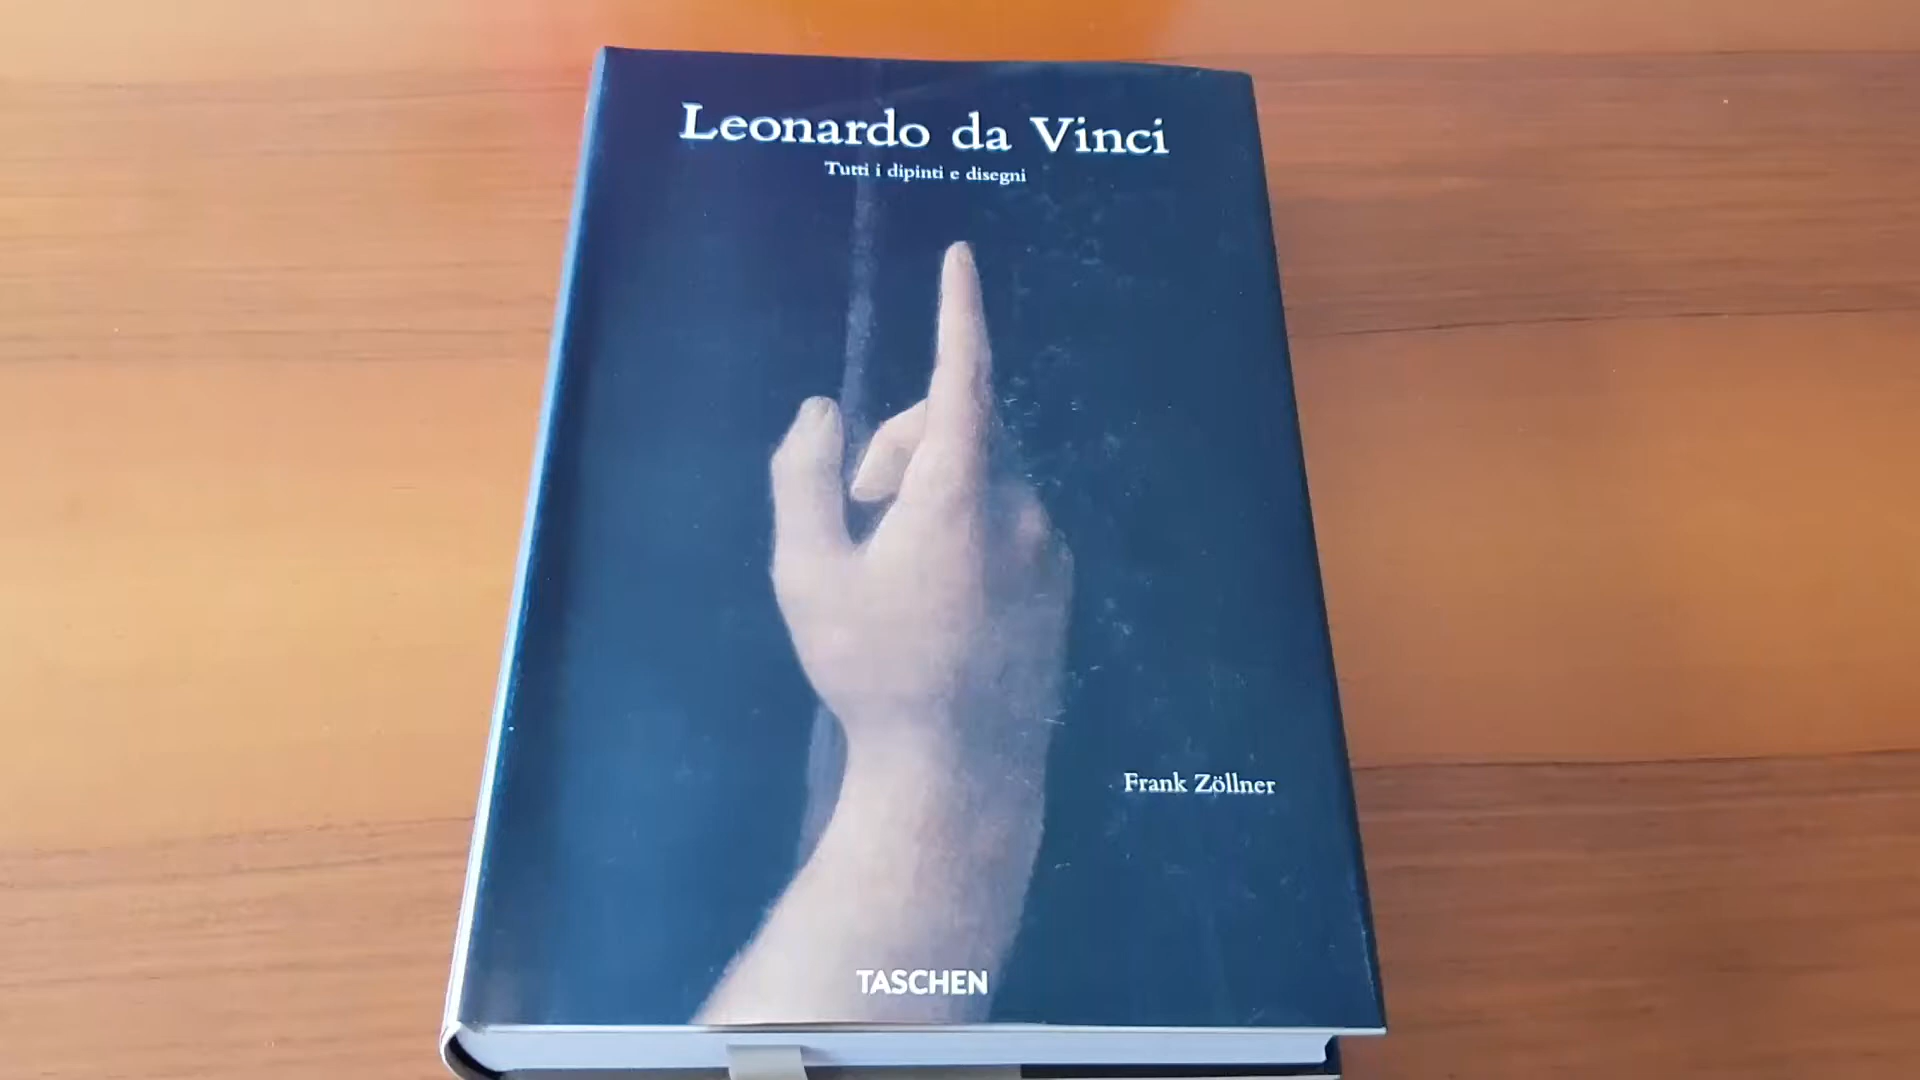 Leonardo da Vinci
Tutti i dipinti e disegni
Frank Zöllner
TASCHEN